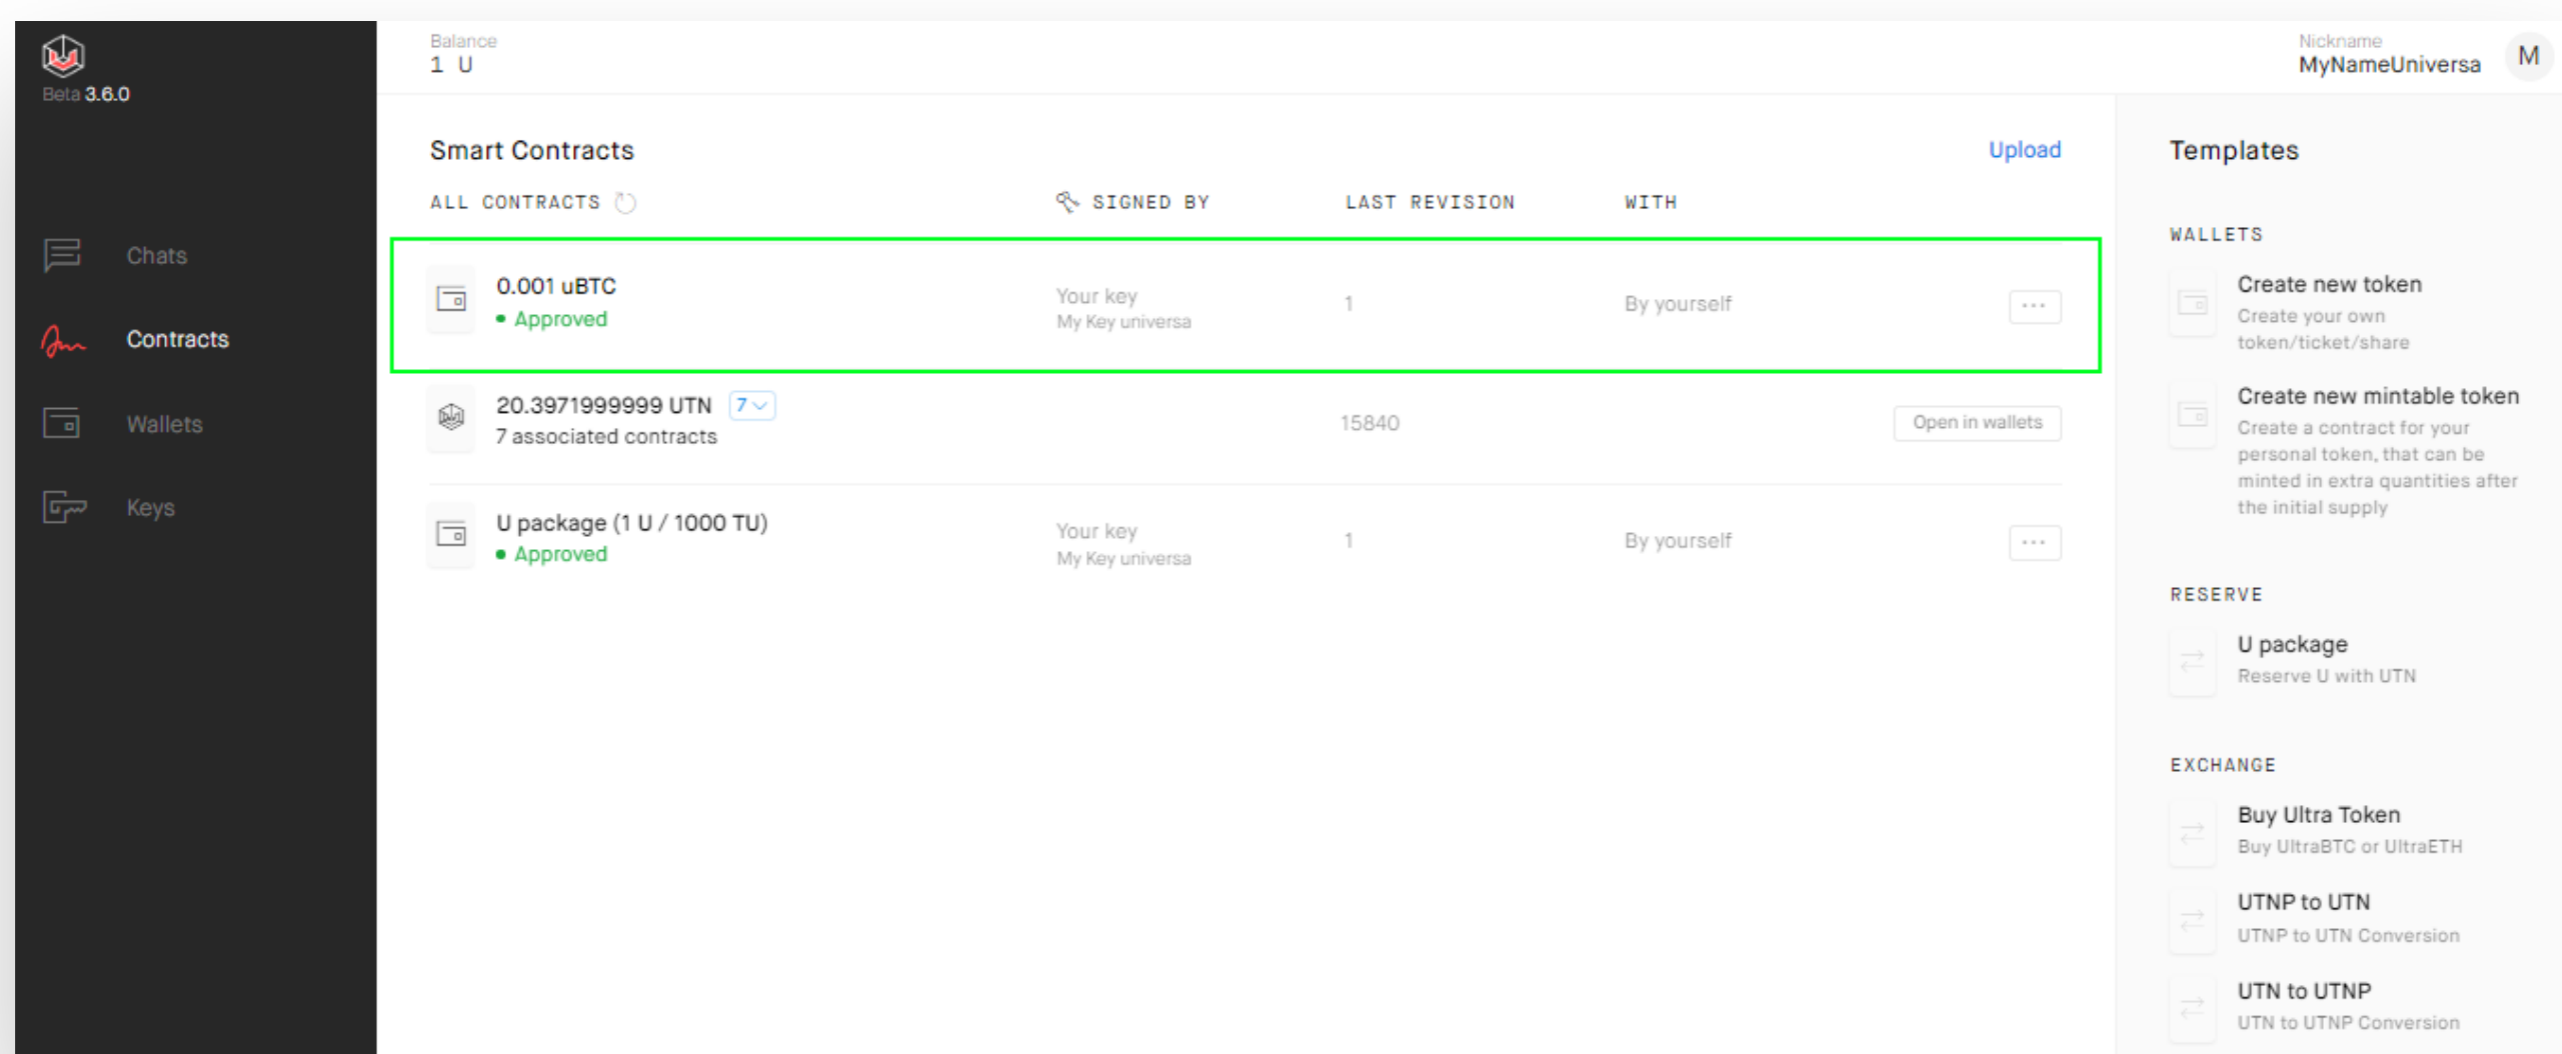 Beta 3.6.0
Chats
Contracts
Wallets
Keys
Balance
1 U
Nickname
MyNameUniversa
M
Smart Contracts
Upload
ALL CONTRACTS
SIGNED BY
LAST REVISION
WITH
0.001 uBTC
Approved
Your key
My Key universa
1
By yourself
...
20.3971999999 UTN
7
7 associated contracts
15840
Open in wallets
U package (1 U / 1000 TU)
Approved
Your key
My Key universa
1
By yourself
...
Templates
WALLETS
Create new token
Create your own
token/ticket/share
Create new mintable token
Create a contract for your
personal token, that can be
minted in extra quantities after
the initial supply
RESERVE
U package
Reserve U with UTN
EXCHANGE
Buy Ultra Token
Buy UltraBTC or UltraETH
UTNP to UTN
UTNP to UTN Conversion
UTN to UTNP
UTN to UTNP Conversion